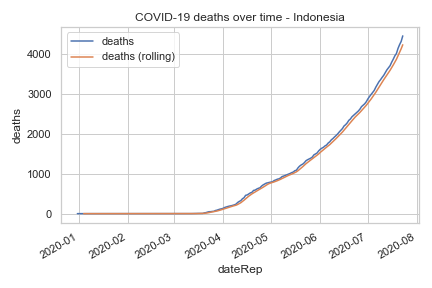 COVID-19 deaths over time - Indonesia
deaths
deaths (rolling)
4000
3000
2000
1000
0
deaths
2020-01
2020-02
2020-03
2020-04
2020-05
2020-06
2020-07
2020-08
dateRep